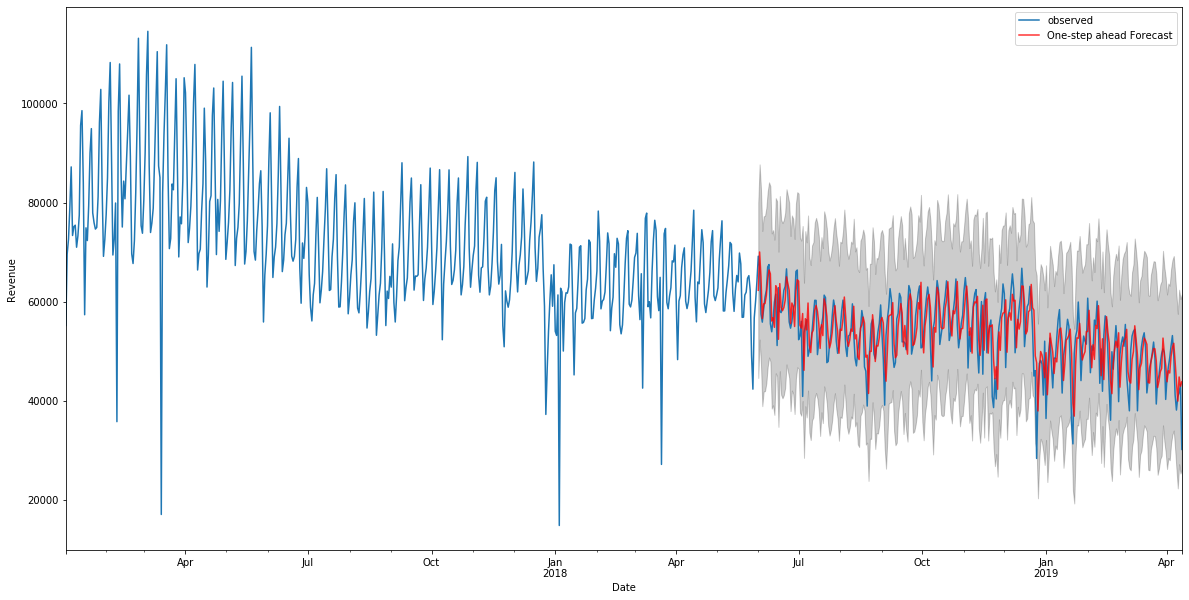 observed
One-step ahead Forecast
Revenue
100000
80000
60000
40000
20000
Apr
Jul
Oct
Jan
2018
Apr
Jul
Oct
Jan
2019
Apr
Date